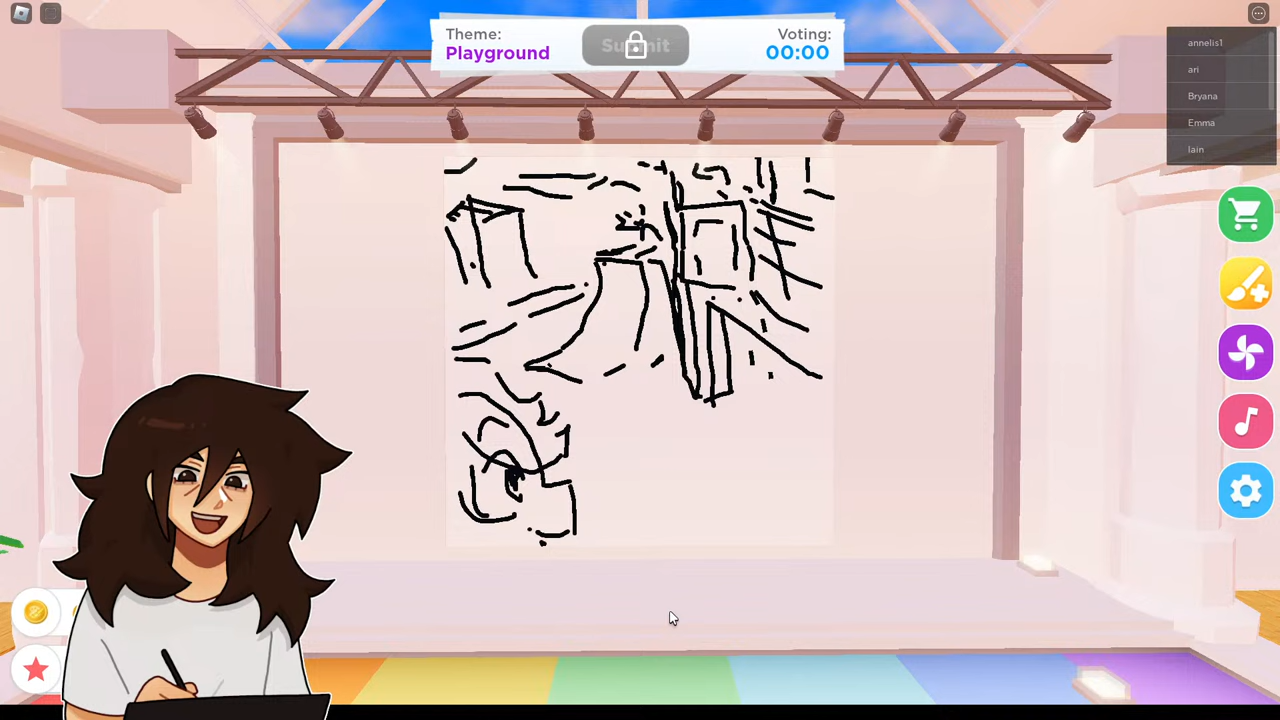 Theme:
Playground
Submit
Voting:
00:00
annelis1
ari
Bryana
Emma
Iain